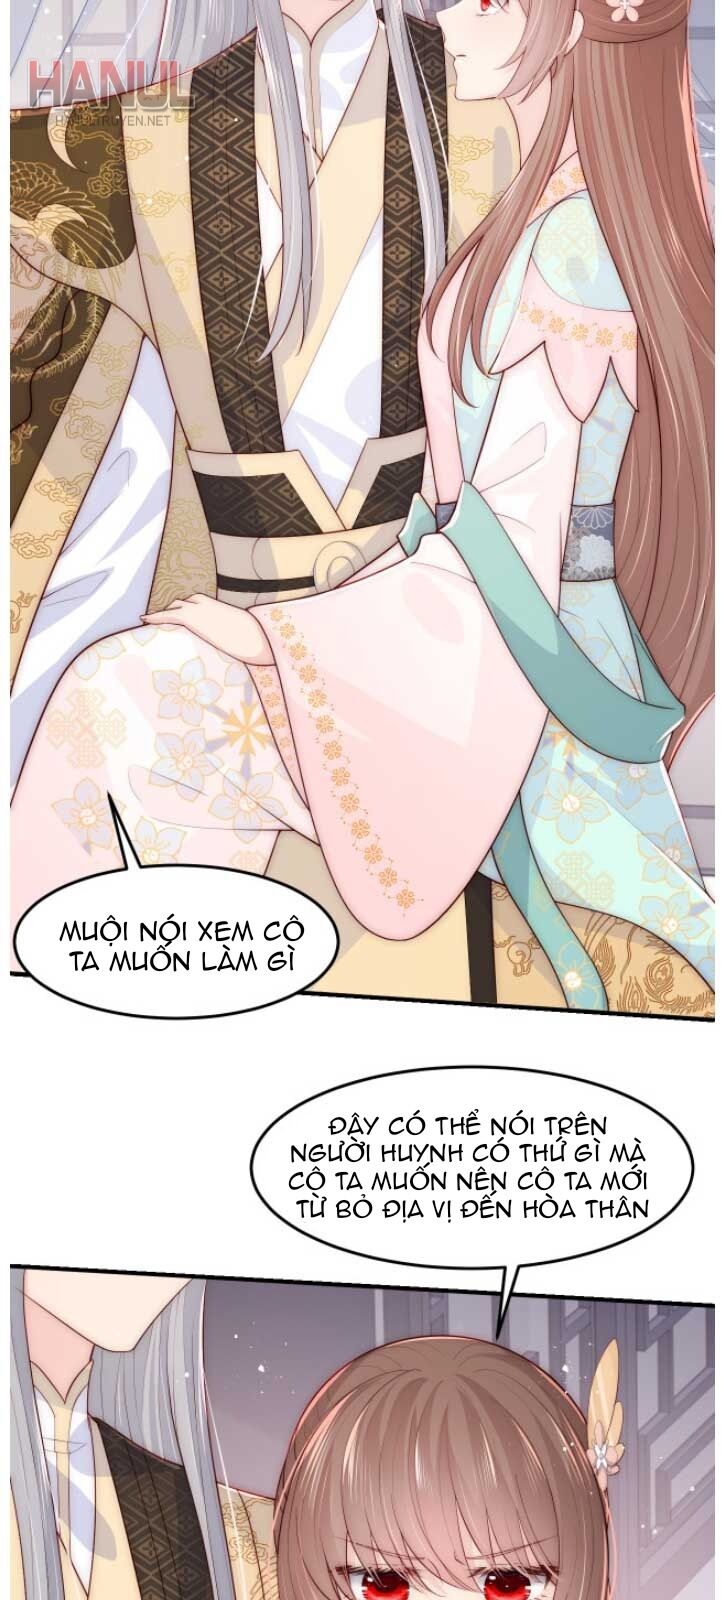 HANUL
HANULTRUYEN.NET
MUỘI NÓI XEM CÔ
TA MUỐN LÀM GÌ
ĐÂY CÓ THỂ NÓI TRÊN
NGƯỜI HUYNH CÓ THỨ GÌ MÀ
CÔ TA MUỐN NÊN CÔ TA MỚI
TỪ BỎ ĐỊA VỊ ĐẾN HÒA THÂN